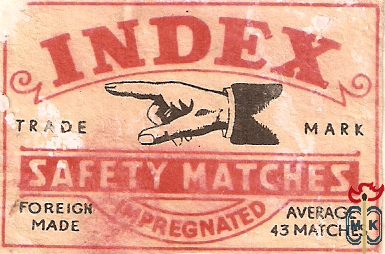 INDEX
TRADE MARK
SAFETY MATCHES
IMPREGNATED
FOREIGN MADE
AVERAGE
43 MATCHES
M K